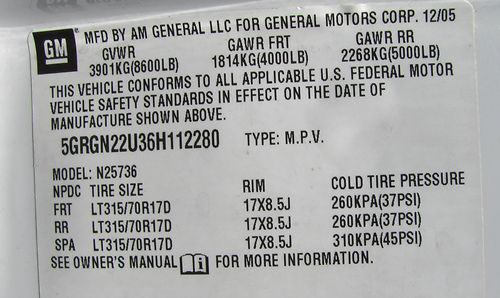 GM
MFD BY AM GENERAL LLC FOR GENERAL MOTORS CORP. 12/05
GVWR GAWR FRT GAWR RR
3901KG(8600LB) 1814KG(4000LB) 2268KG(5000LB)
THIS VEHICLE CONFORMS TO ALL APPLICABLE U.S. FEDERAL MOTOR
VEHICLE SAFETY STANDARDS IN EFFECT ON THE DATE OF
MANUFACTURE SHOWN ABOVE.
5GRGN22U36H112280 TYPE: M.P.V.
MODEL: N25736
NPDC TIRE SIZE RIM COLD TIRE PRESSURE
FRT LT315/70R17D 17X8.5J 260KPA(37PSI)
RR LT315/70R17D 17X8.5J 260KPA(37PSI)
SPA LT315/70R17D 17X8.5J 310KPA(45PSI)
SEE OWNER'S MANUAL FOR MORE INFORMATION.